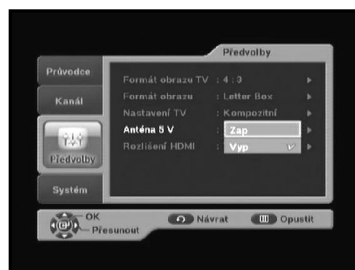 Předvolby
Průvodce
Kanál
Předvolby
Systém
Formát obrazu TV : 4 : 3
Formát obrazu : Letter Box
Nastavení TV : Kompozitní
Anténa 5 V : Zap
Rozlišení HDMI : Vyp
OK
Přesunout
Návrat
Opustit